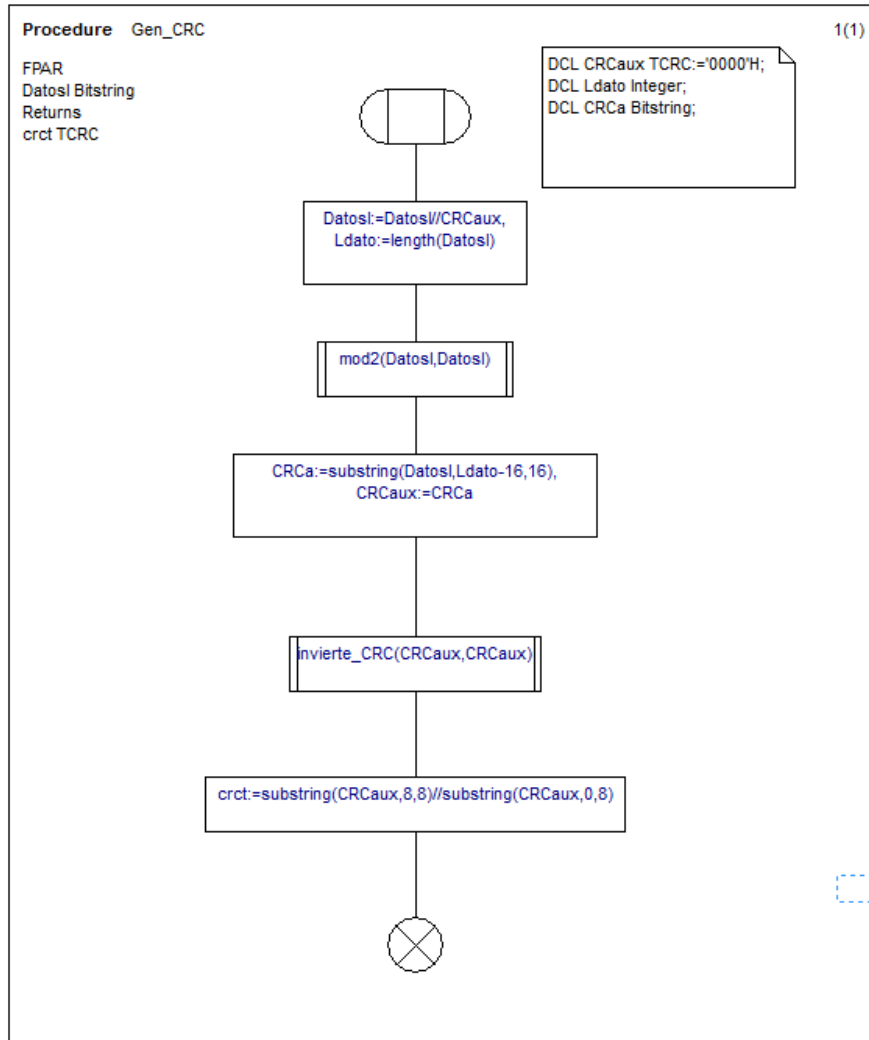 Procedure Gen_CRC
1(1)
FPAR
DatosI Bitstring
Returns
crct TCRC
DCL CRCaux TCRC:='0000'H;
DCL Ldato Integer;
DCL CRCa Bitstring;
DatosI:=DatosI//CRCaux,
Ldato:=length(DatosI)
mod2(DatosI,DatosI)
CRCa:=substring(DatosI,Ldato-16,16),
CRCaux:=CRCa
invierte_CRC(CRCaux,CRCaux)
crct:=substring(CRCaux,8,8)//substring(CRCaux,0,8)